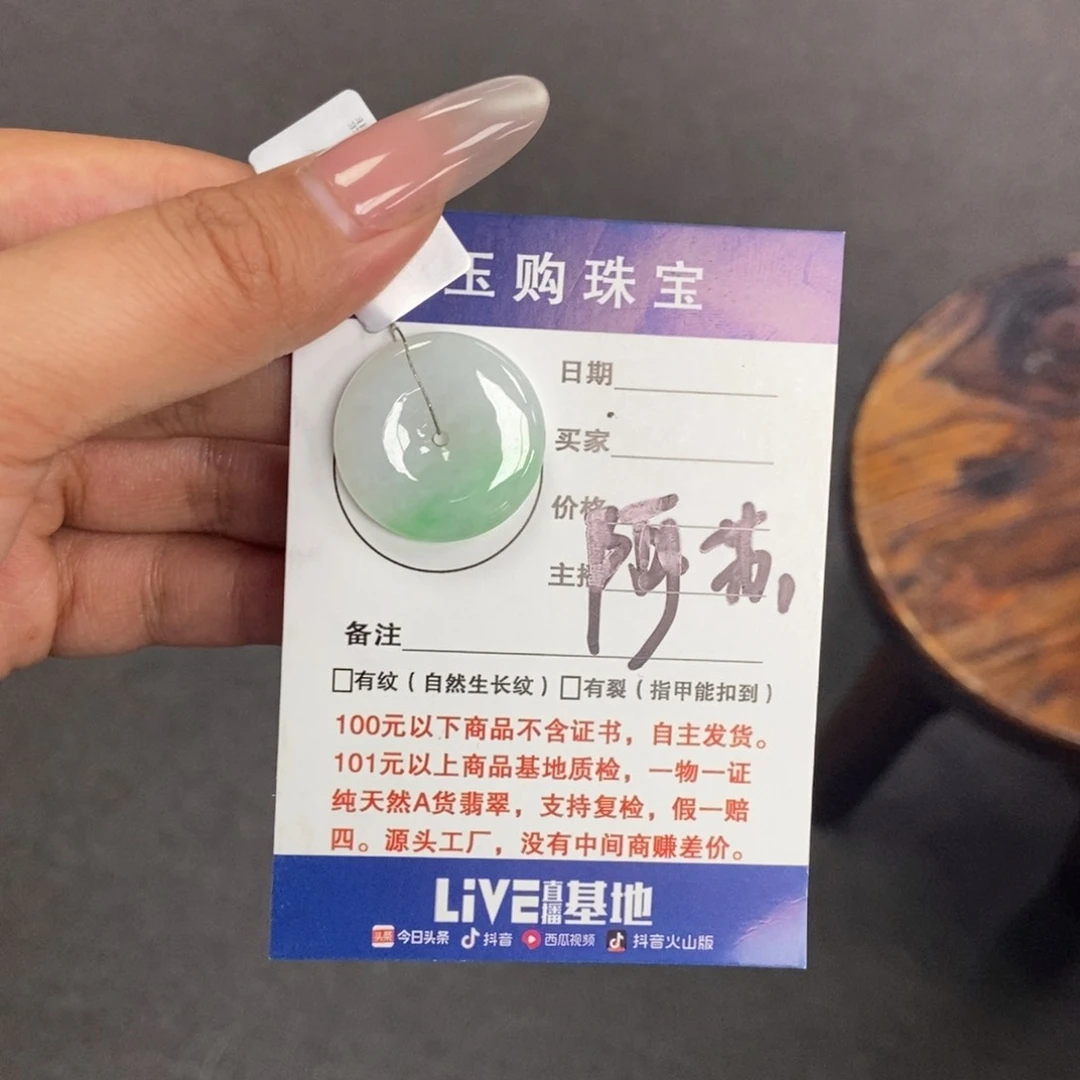 玉购珠宝
日期
买家
价格
主播
阿苏
备注
□有纹（自然生长纹）□有裂（指甲能扣到）
100元以下商品不含证书，自主发货。
101元以上商品基地质检，一物一证
纯天然A货翡翠，支持复检，假一赔
四。源头工厂，没有中间商赚差价。
LiVE直播基地
头条 今日头条 抖音 西瓜视频 抖音火山版